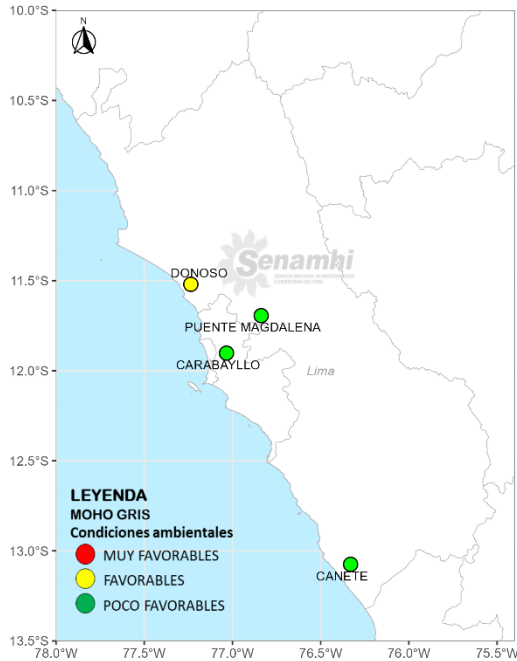 10.0°S
N
10.5°S
11.0°S
Senamhi
11.5°S
DONOSO
PUENTE MAGDALENA
12.0°S
CARABAYLLO
Lima
12.5°S
LEYENDA
MOHO GRIS
Condiciones ambientales
13.0°S
MUY FAVORABLES
CANETE
FAVORABLES
POCO FAVORABLES
13.5°S
78.0°W 77.5°W 77.0°W 76.5°W 76.0°W 75.5°W